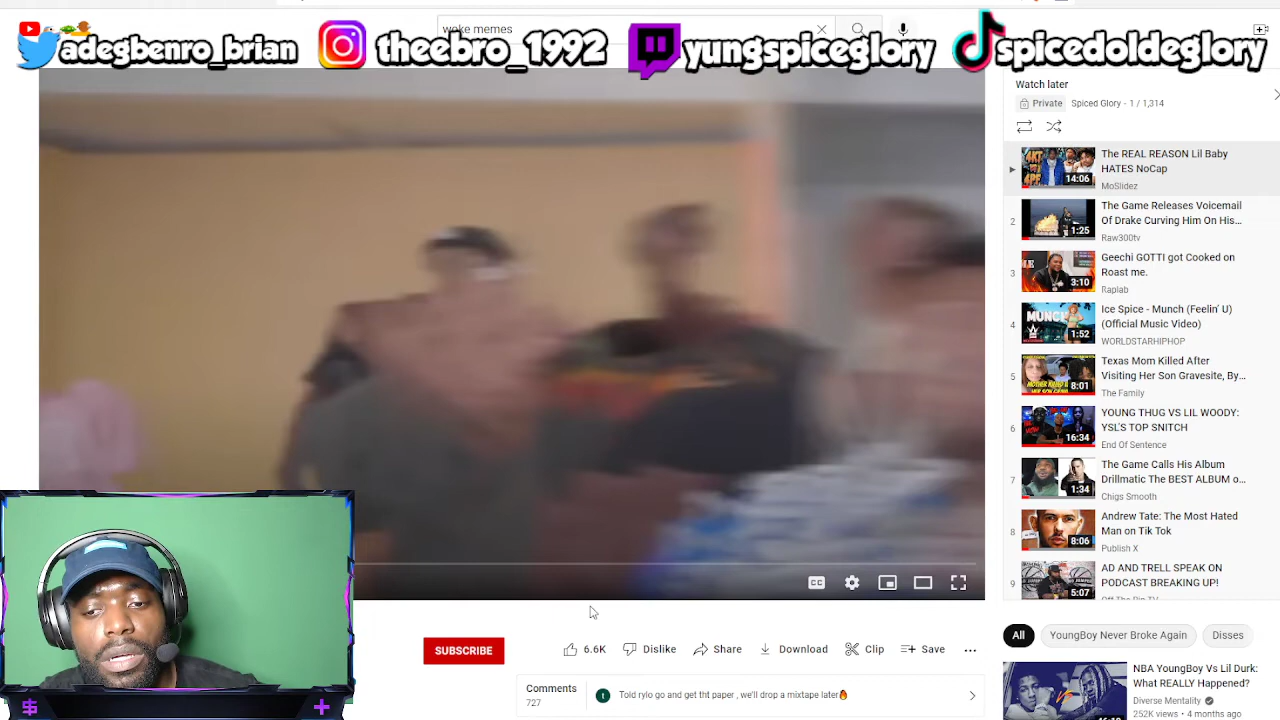 woke memes
adegbenro_brian
theebro_1992
yungspiceglory
spicedoldeglory
Watch later
Private
Spiced Glory - 1 / 1,314
The REAL REASON Lil Baby
HATES NoCap
MoSlidez
14:06
2
The Game Releases Voicemail
Of Drake Curving Him On His...
Raw300tv
1:25
3
Geechi GOTTI got Cooked on
Roast me.
Raplab
3:10
4
MUNCH
Ice Spice - Munch (Feelin' U)
(Official Music Video)
WORLDSTARHIPHOP
1:52
5
Texas Mom Killed After
Visiting Her Son Gravesite, By...
The Family
8:01
6
YOUNG THUG VS LIL WOODY:
YSL'S TOP SNITCH
End Of Sentence
16:34
7
The Game Calls His Album
Drillmatic The BEST ALBUM o...
Chigs Smooth
1:34
8
Andrew Tate: The Most Hated
Man on Tik Tok
Publish X
8:06
9
AD AND TRELL SPEAK ON
PODCAST BREAKING UP!
Off The Rip TV
5:07
CC
SUBSCRIBE
6.6K
Dislike
Share
Download
Clip
Save
Comments
727
Told rylo go and get tht paper , we'll drop a mixtape later🔥
All
YoungBoy Never Broke Again
Disses
NBA YoungBoy Vs Lil Durk:
What REALLY Happened?
Diverse Mentality
252K views • 4 months ago